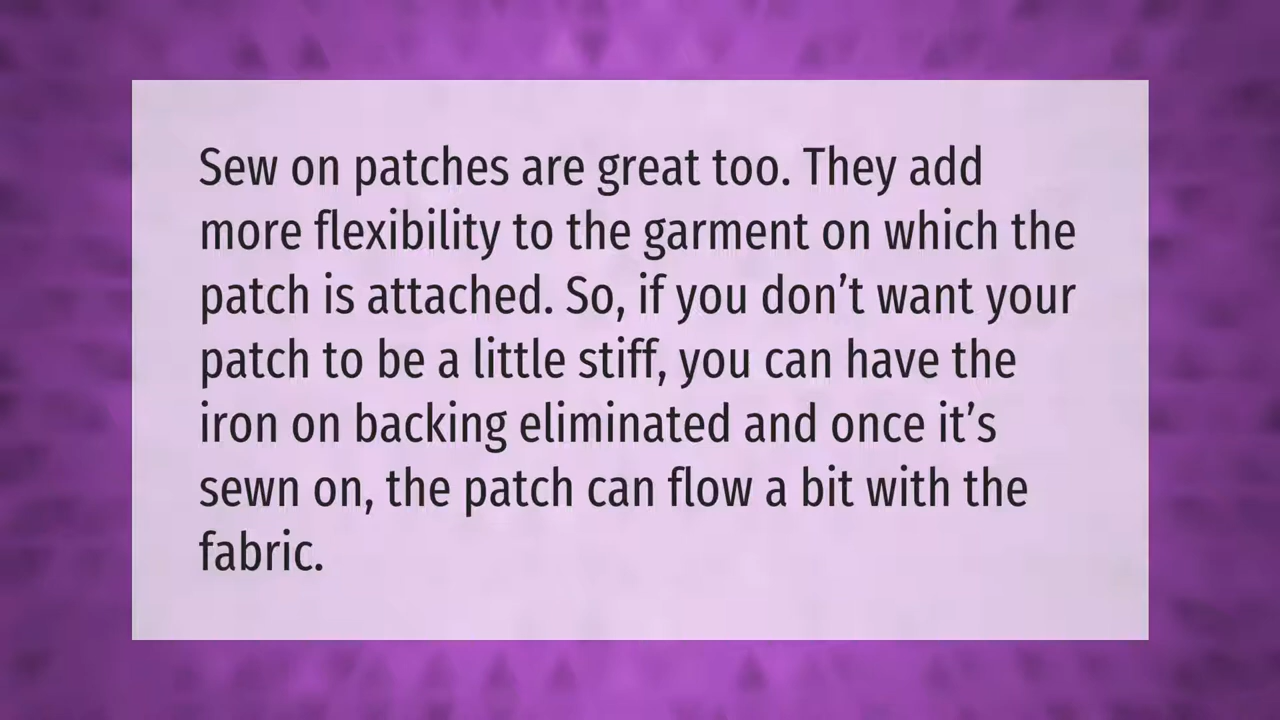 Sew on patches are great too. They add
more flexibility to the garment on which the
patch is attached. So, if you don’t want your
patch to be a little stiff, you can have the
iron on backing eliminated and once it’s
sewn on, the patch can flow a bit with the
fabric.